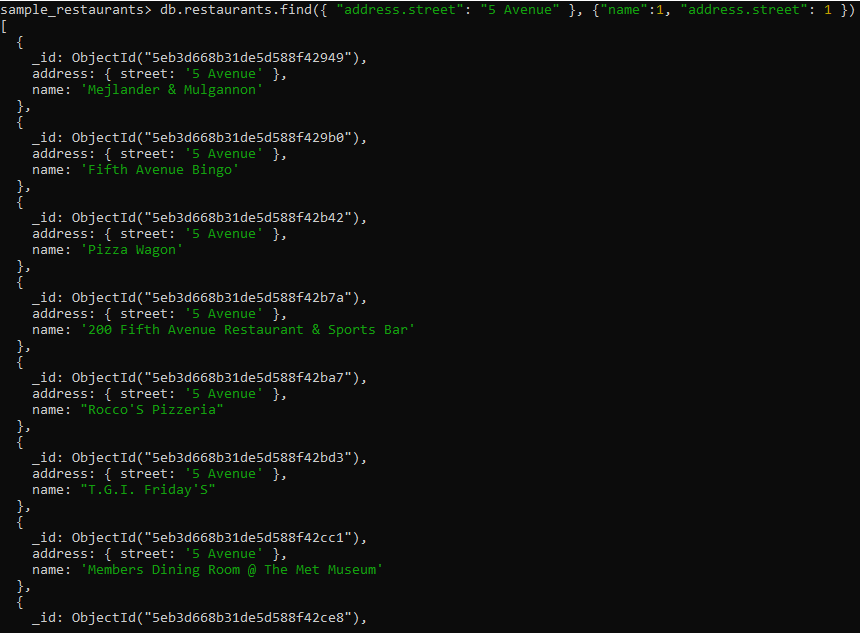 sample_restaurants> db.restaurants.find({ "address.street": "5 Avenue" }, {"name":1, "address.street": 1 })
[
  {
    _id: ObjectId("5eb3d668b31de5d588f42949"),
    address: { street: '5 Avenue' },
    name: 'Mejlander & Mulgannon'
  },
  {
    _id: ObjectId("5eb3d668b31de5d588f429b0"),
    address: { street: '5 Avenue' },
    name: 'Fifth Avenue Bingo'
  },
  {
    _id: ObjectId("5eb3d668b31de5d588f42b42"),
    address: { street: '5 Avenue' },
    name: 'Pizza Wagon'
  },
  {
    _id: ObjectId("5eb3d668b31de5d588f42b7a"),
    address: { street: '5 Avenue' },
    name: '200 Fifth Avenue Restaurant & Sports Bar'
  },
  {
    _id: ObjectId("5eb3d668b31de5d588f42ba7"),
    address: { street: '5 Avenue' },
    name: "Rocco'S Pizzeria"
  },
  {
    _id: ObjectId("5eb3d668b31de5d588f42bd3"),
    address: { street: '5 Avenue' },
    name: "T.G.I. Friday'S"
  },
  {
    _id: ObjectId("5eb3d668b31de5d588f42cc1"),
    address: { street: '5 Avenue' },
    name: 'Members Dining Room @ The Met Museum'
  },
  {
    _id: ObjectId("5eb3d668b31de5d588f42ce8"),